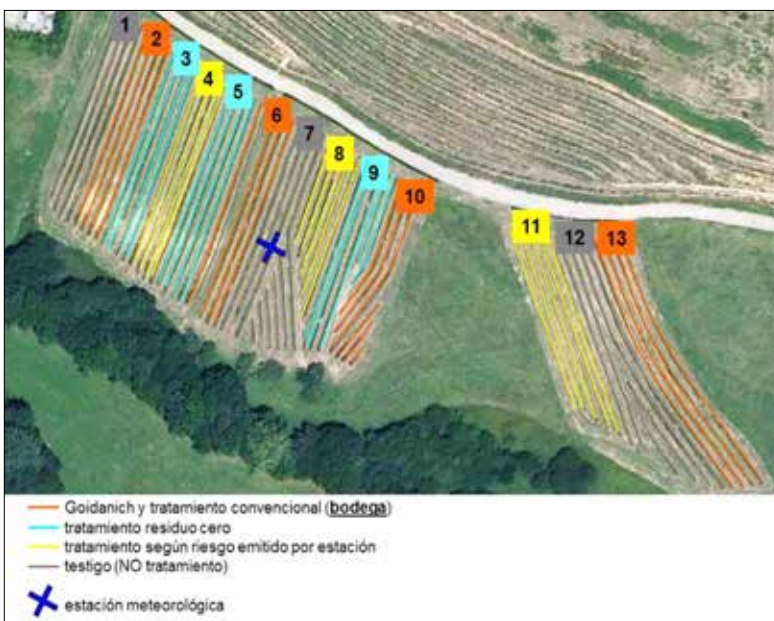 1
2
3
4
5
6
7
8
9
10
11
12
13
Goidanich y tratamiento convencional (bodega)
tratamiento residuo cero
tratamiento según riesgo emitido por estación
testigo (NO tratamiento)
estación meteorológica